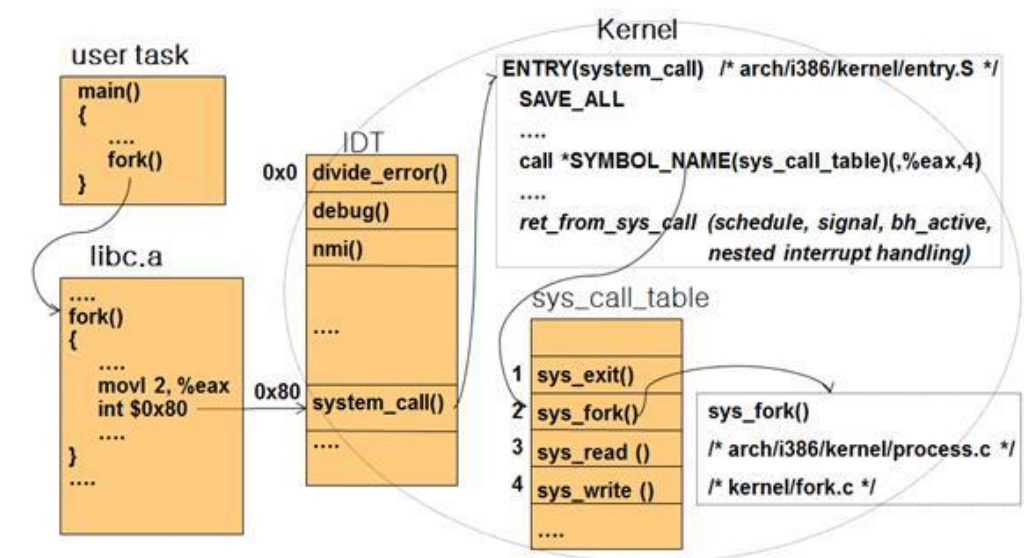 Kernel
user task
main()
{
....
fork()
}
libc.a
....
fork()
{
....
movl 2, %eax
int $0x80
....
}
....
IDT
0x0 divide_error()
debug()
nmi()
....
0x80 system_call()
....
ENTRY(system_call) /* arch/i386/kernel/entry.S */
SAVE_ALL
....
call *SYMBOL_NAME(sys_call_table)(,%eax,4)
....
ret_from_sys_call (schedule, signal, bh_active,
nested interrupt handling)
sys_call_table
1 sys_exit()
2 sys_fork()
3 sys_read ()
4 sys_write ()
....
sys_fork()
/* arch/i386/kernel/process.c */
/* kernel/fork.c */